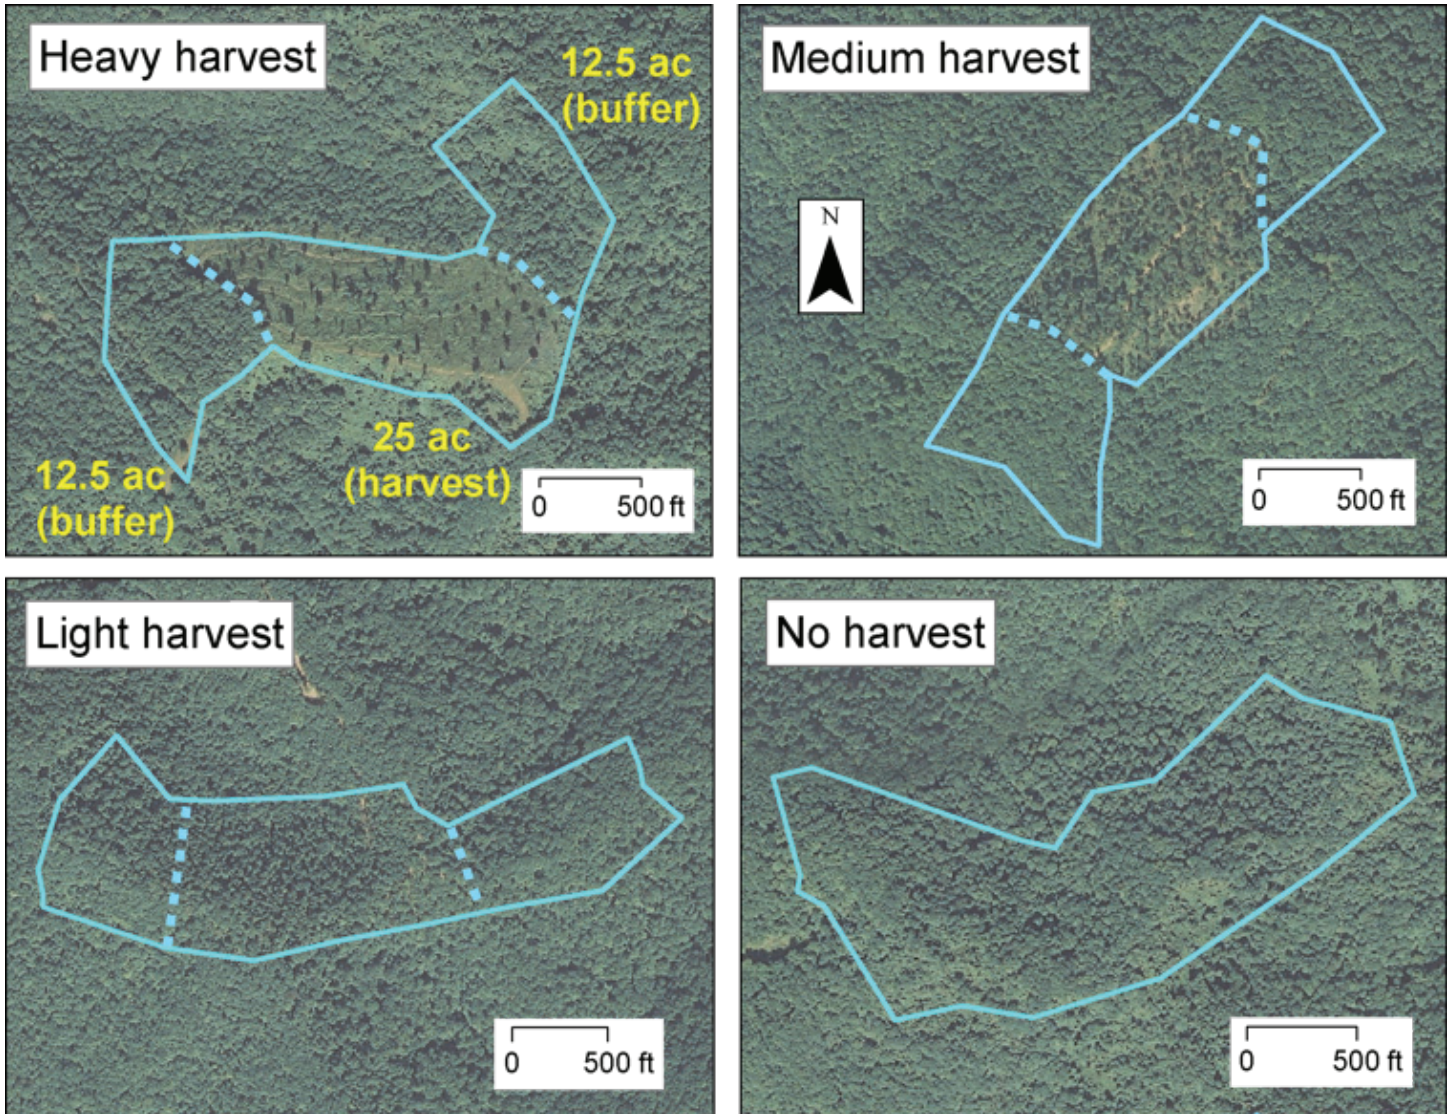 Heavy harvest
12.5 ac
(buffer)
25 ac
(harvest)
12.5 ac
(buffer)
0 500 ft
Medium harvest
N
0 500 ft
Light harvest
0 500 ft
No harvest
0 500 ft